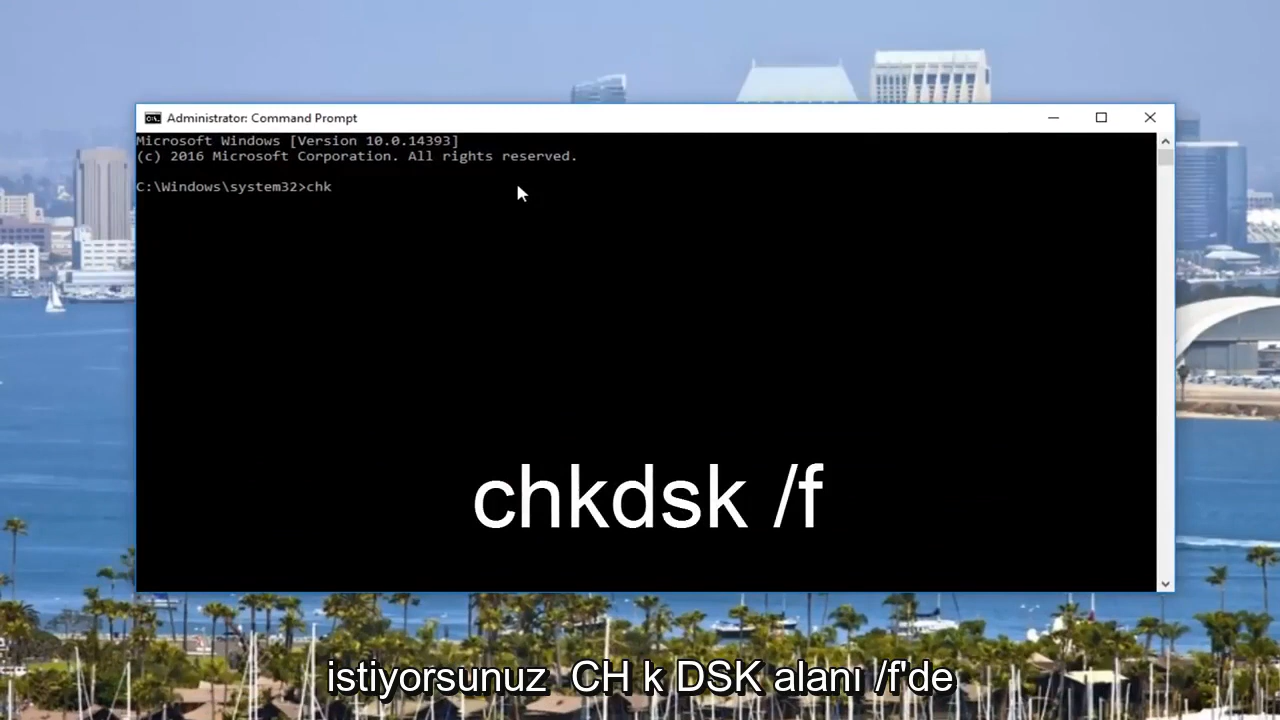 Administrator: Command Prompt
Microsoft Windows [Version 10.0.14393]
(c) 2016 Microsoft Corporation. All rights reserved.
C:\Windows\system32>chk
chkdsk /f
istiyorsunuz CH k DSK alanı /f'de